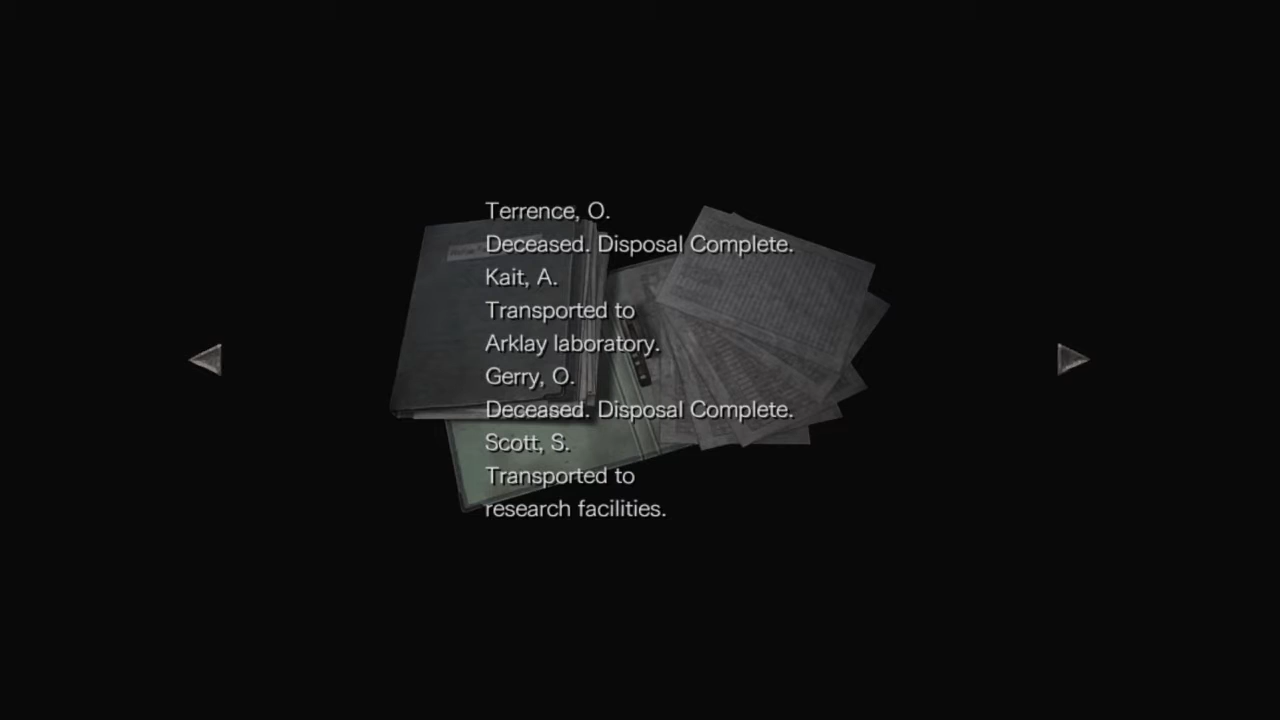 Terrence, O.
Deceased. Disposal Complete.
Kait, A.
Transported to
Arklay laboratory.
Gerry, O.
Deceased. Disposal Complete.
Scott, S.
Transported to
research facilities.